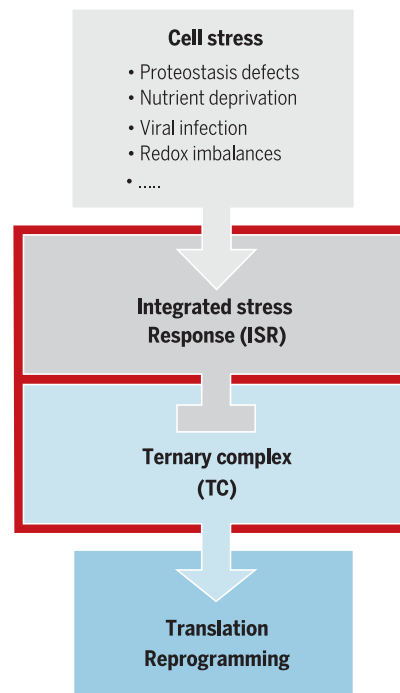 Cell stress
• Proteostasis defects
• Nutrient deprivation
• Viral infection
• Redox imbalances
• .....
Integrated stress
Response (ISR)
Ternary complex
(TC)
Translation
Reprogramming